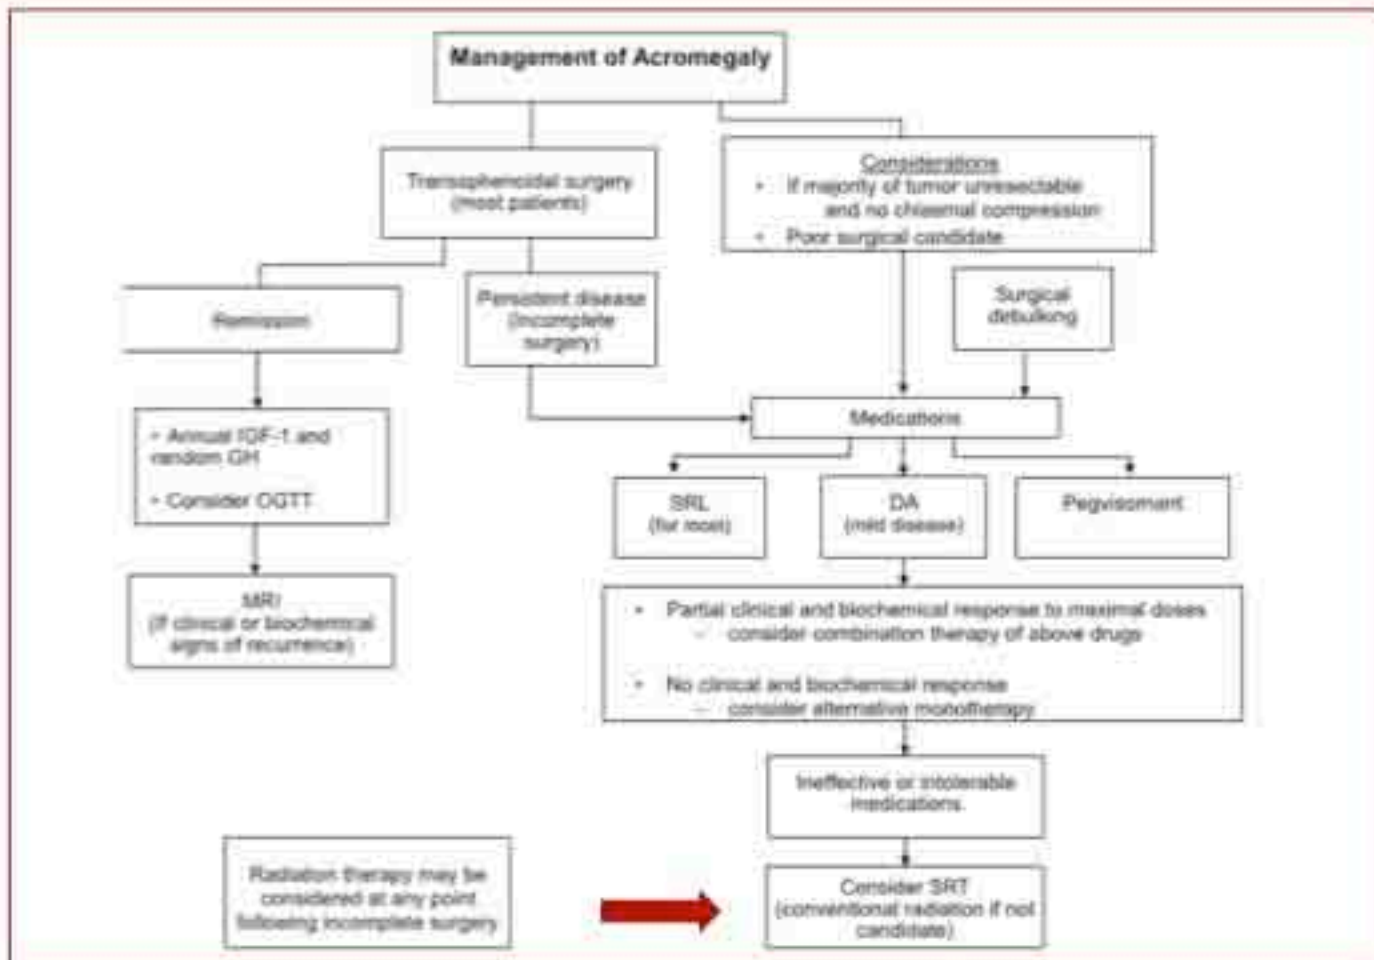 Management of Acromegaly
Transsphenoidal surgery
(most patients)
Considerations
• If majority of tumor unresectable
and no chiasmal compression
• Poor surgical candidate
Remission
Persistent disease
(Incomplete
surgery)
Surgical
debulking
• Annual IGF-1 and
random GH
• Consider OGTT
Medications
SRL
(for most)
DA
(mild disease)
Pegvisomant
MRI
(If clinical or biochemical
signs of recurrence)
• Partial clinical and biochemical response to maximal doses
– consider combination therapy of above drugs
• No clinical and biochemical response
– consider alternative monotherapy
Ineffective or intolerable
medications
Radiation therapy may be
considered at any point
following incomplete surgery
Consider SRT
(conventional radiation if not
candidate)